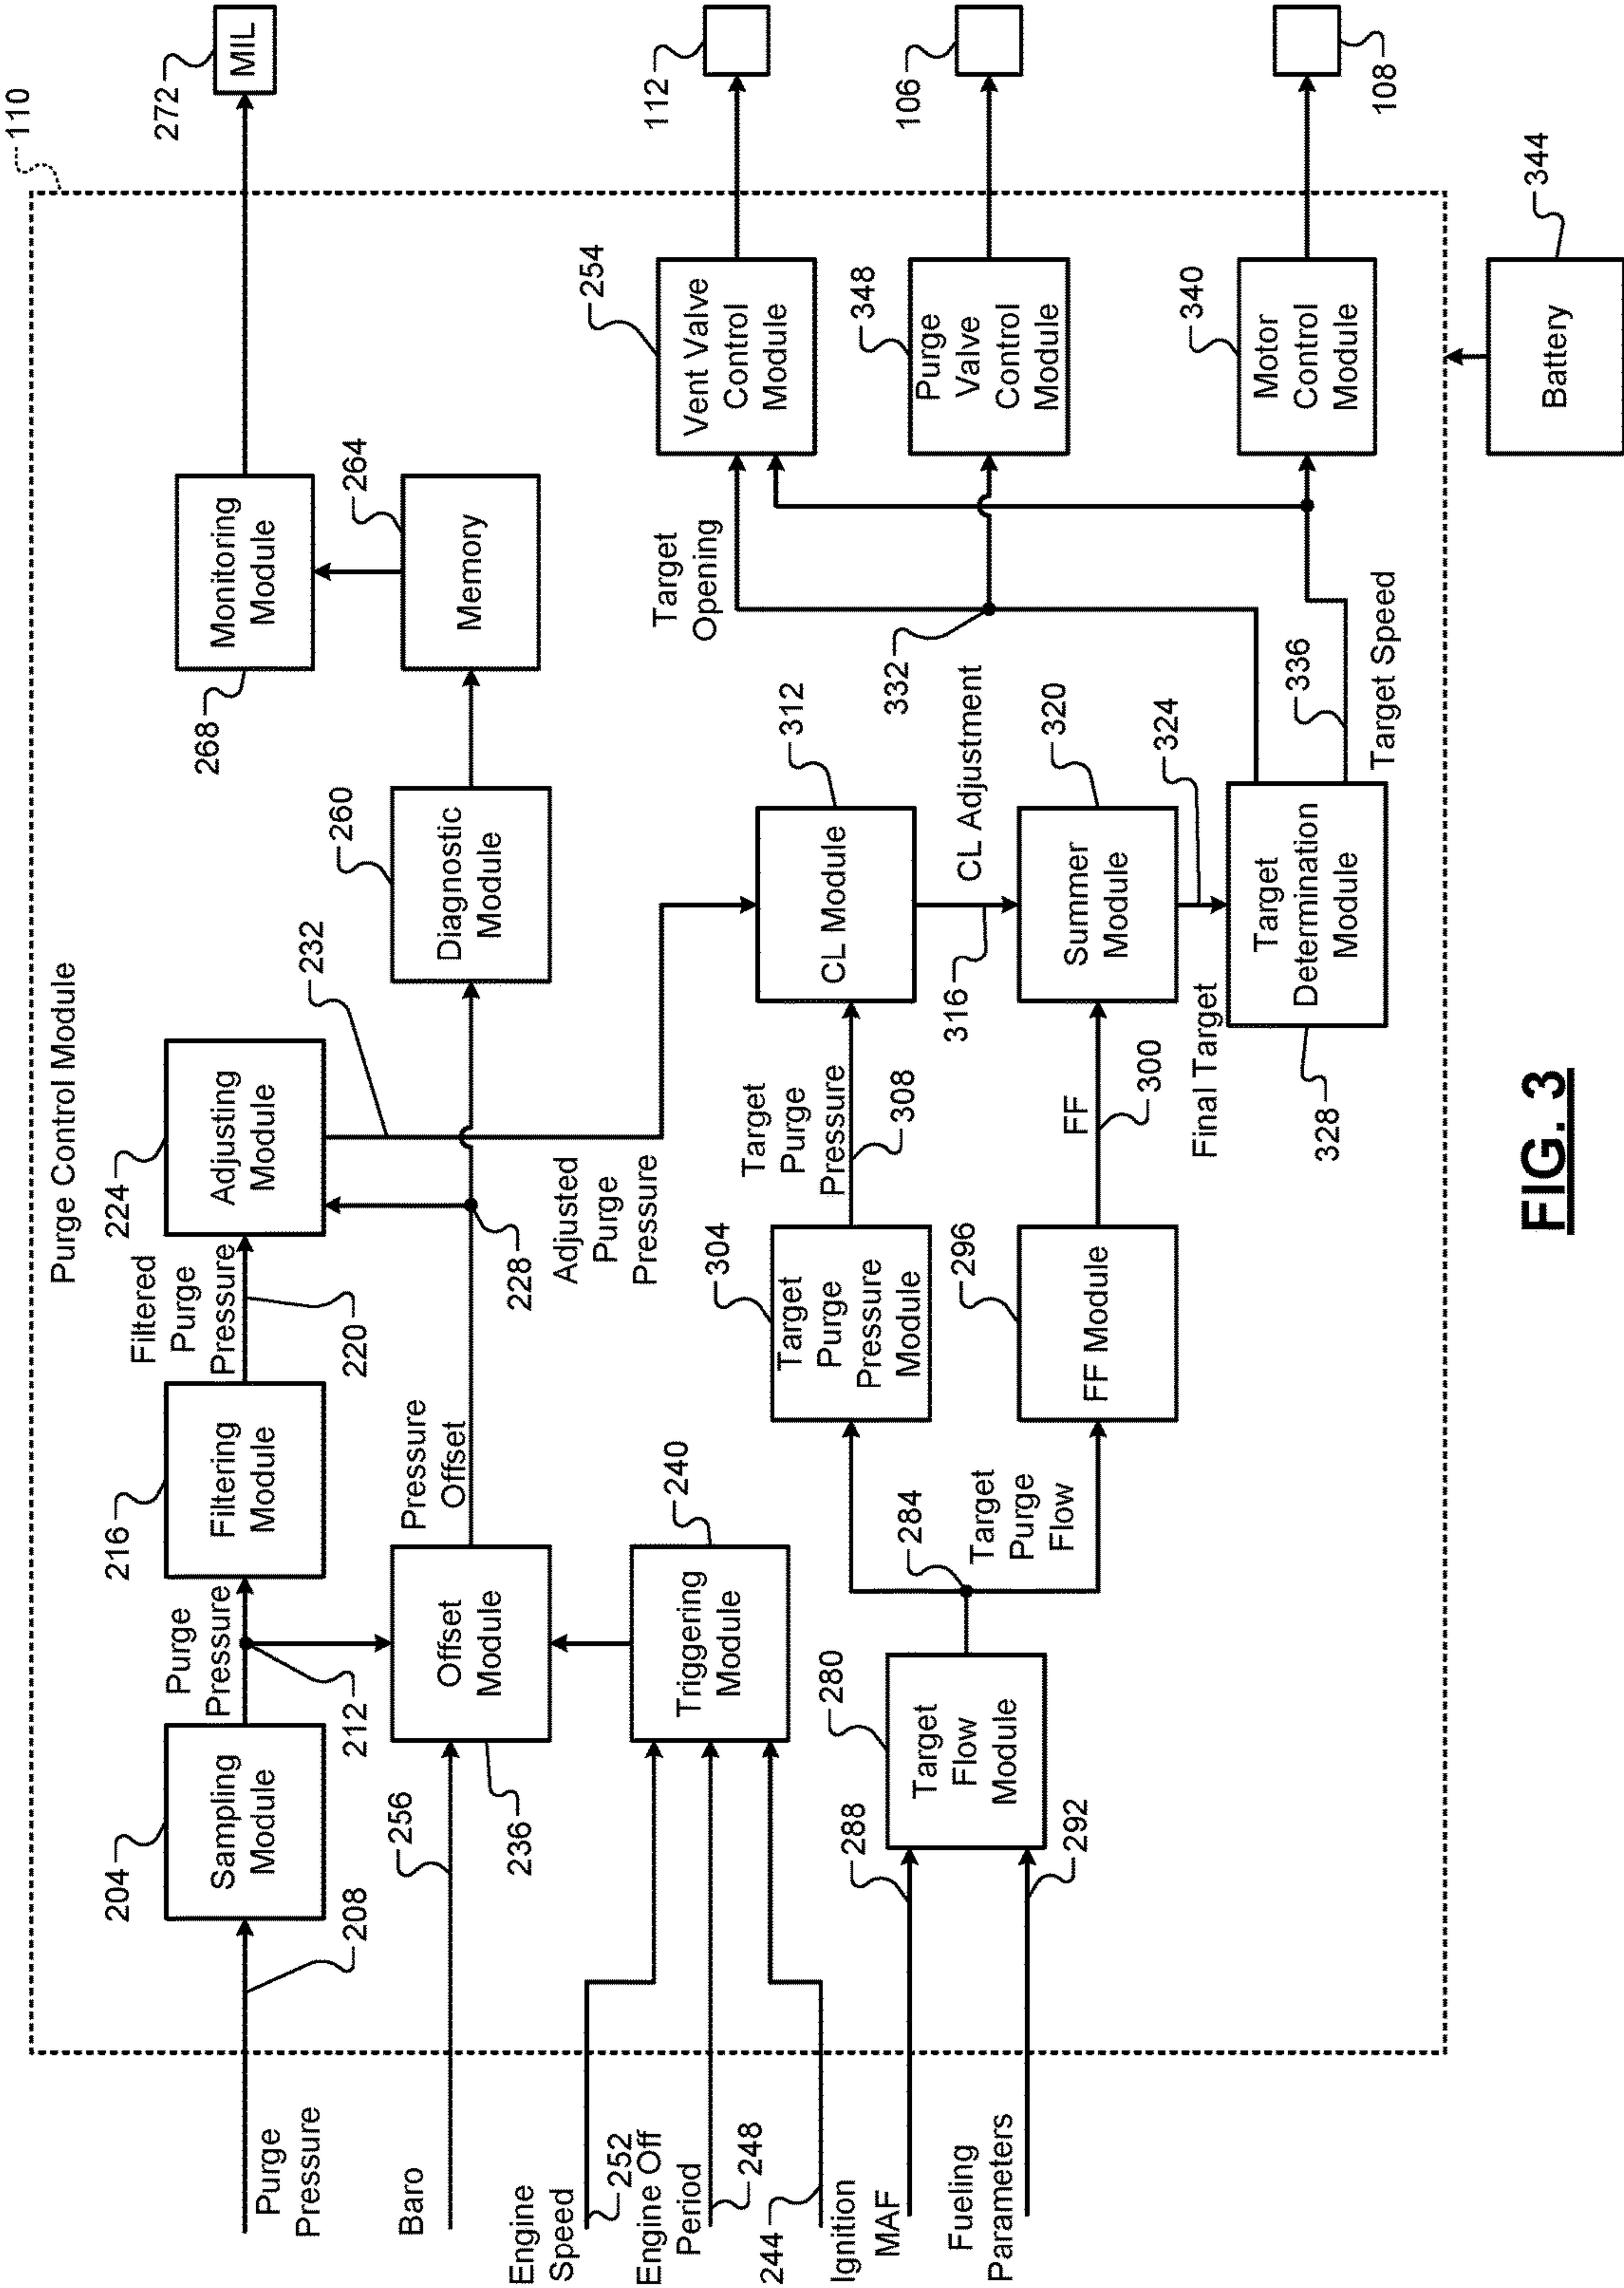 110
Purge Control Module
Purge
Pressure
208
204
Sampling
Module
Purge
Pressure
212
216
Filtering
Module
Filtered
Purge
Pressure
220
224
Adjusting
Module
232
Adjusted
Purge
Pressure
268
Monitoring
Module
272
MIL
Baro
256
236
Offset
Module
Pressure
Offset
228
260
Diagnostic
Module
264
Memory
Engine
Speed
252
Engine Off
Period
248
244
Ignition
240
Triggering
Module
MAF
288
Fueling
Parameters
292
280
Target
Flow
Module
284
Target
Purge
Flow
304
Target
Purge
Pressure
Module
Target
Purge
Pressure
308
312
CL Module
316
CL Adjustment
296
FF Module
FF
300
320
Summer
Module
Final Target
324
328
Target
Determination
Module
Target
Opening
332
336
Target Speed
254
Vent Valve
Control
Module
112
348
Purge
Valve
Control
Module
106
340
Motor
Control
Module
108
344
Battery
FIG. 3